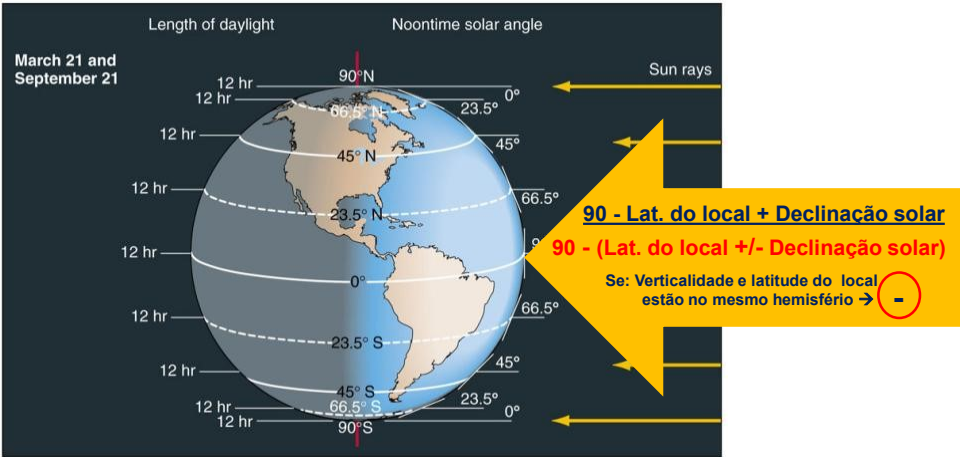 Length of daylight
Noontime solar angle
March 21 and
September 21
Sun rays
12 hr
90°N
0°
12 hr
66.5° N
23.5°
12 hr
45° N
45°
12 hr
23.5° N
66.5°
12 hr
0°
12 hr
23.5° S
66.5°
12 hr
45° S
45°
12 hr
66.5° S
23.5°
12 hr
90°S
0°
90 - Lat. do local + Declinação solar
90 - (Lat. do local +/- Declinação solar)
Se: Verticalidade e latitude do local
estão no mesmo hemisfério → -